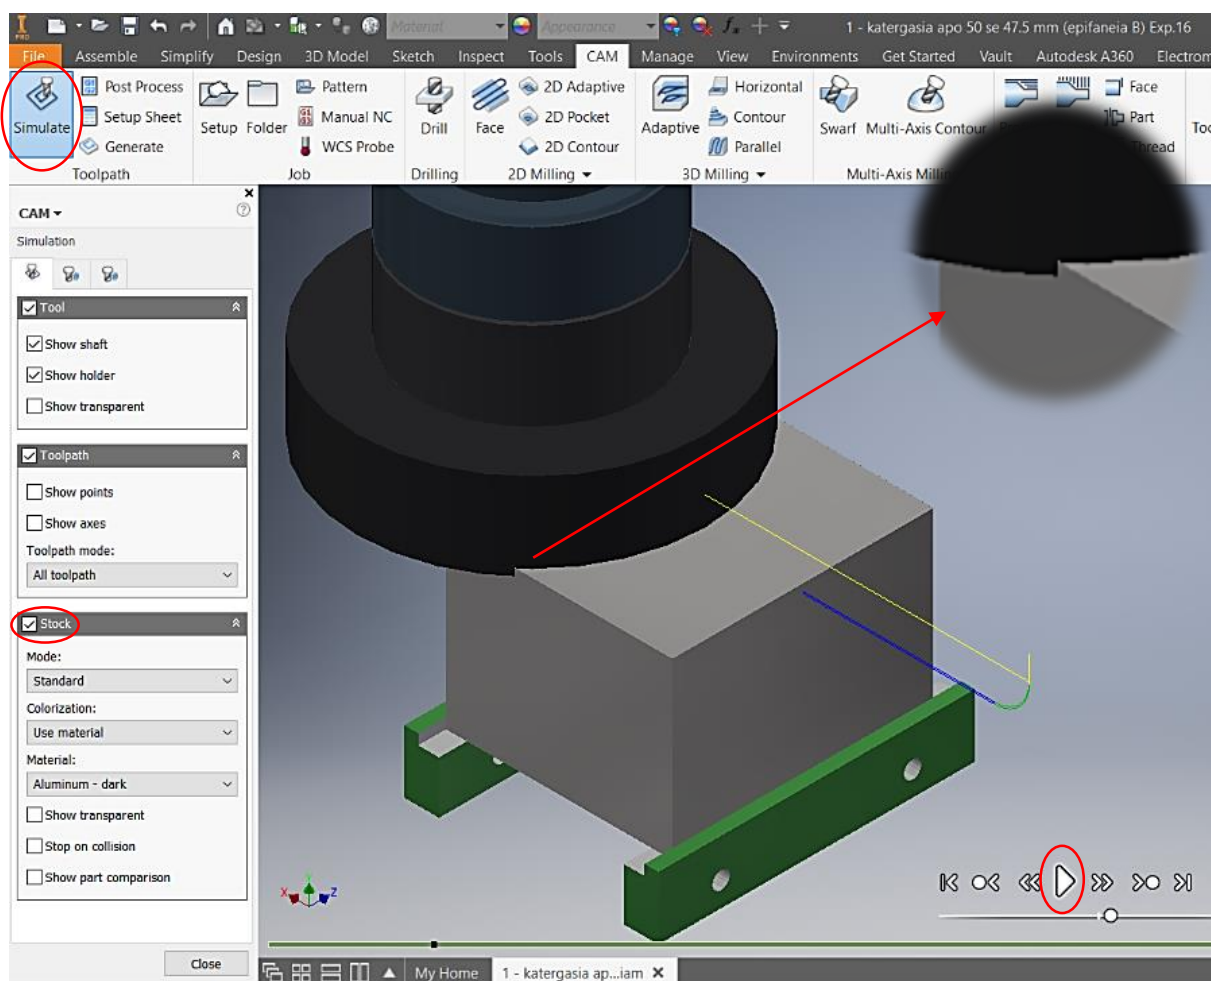 PRO
Material
Appearance
1 - katergasia apo 50 se 47.5 mm (epifaneia B) Exp.16
File Assemble Simplify Design 3D Model Sketch Inspect Tools CAM Manage View Environments Get Started Vault Autodesk A360 Electrom
Simulate
Post Process
Setup Sheet
Generate
Toolpath
Setup Folder
Pattern
Manual NC
WCS Probe
Job
Drill
Drilling
Face
2D Adaptive
2D Pocket
2D Contour
2D Milling
Adaptive
Horizontal
Contour
Parallel
3D Milling
Swarf Multi-Axis Contour
Multi-Axis Milling
Face
Part
Thread
Too
CAM
Simulation
Tool
Show shaft
Show holder
Show transparent
Toolpath
Show points
Show axes
Toolpath mode:
All toolpath
Stock
Mode:
Standard
Colorization:
Use material
Material:
Aluminum - dark
Show transparent
Stop on collision
Show part comparison
Close
X Y Z
My Home 1 - katergasia ap...iam